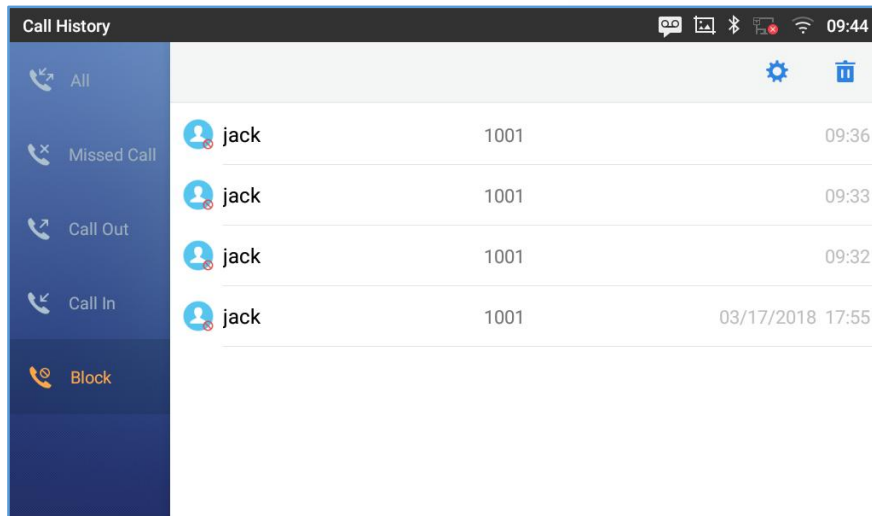 Call History 09:44
All
Missed Call
Call Out
Call In
Block
jack 1001 09:36
jack 1001 09:33
jack 1001 09:32
jack 1001 03/17/2018 17:55